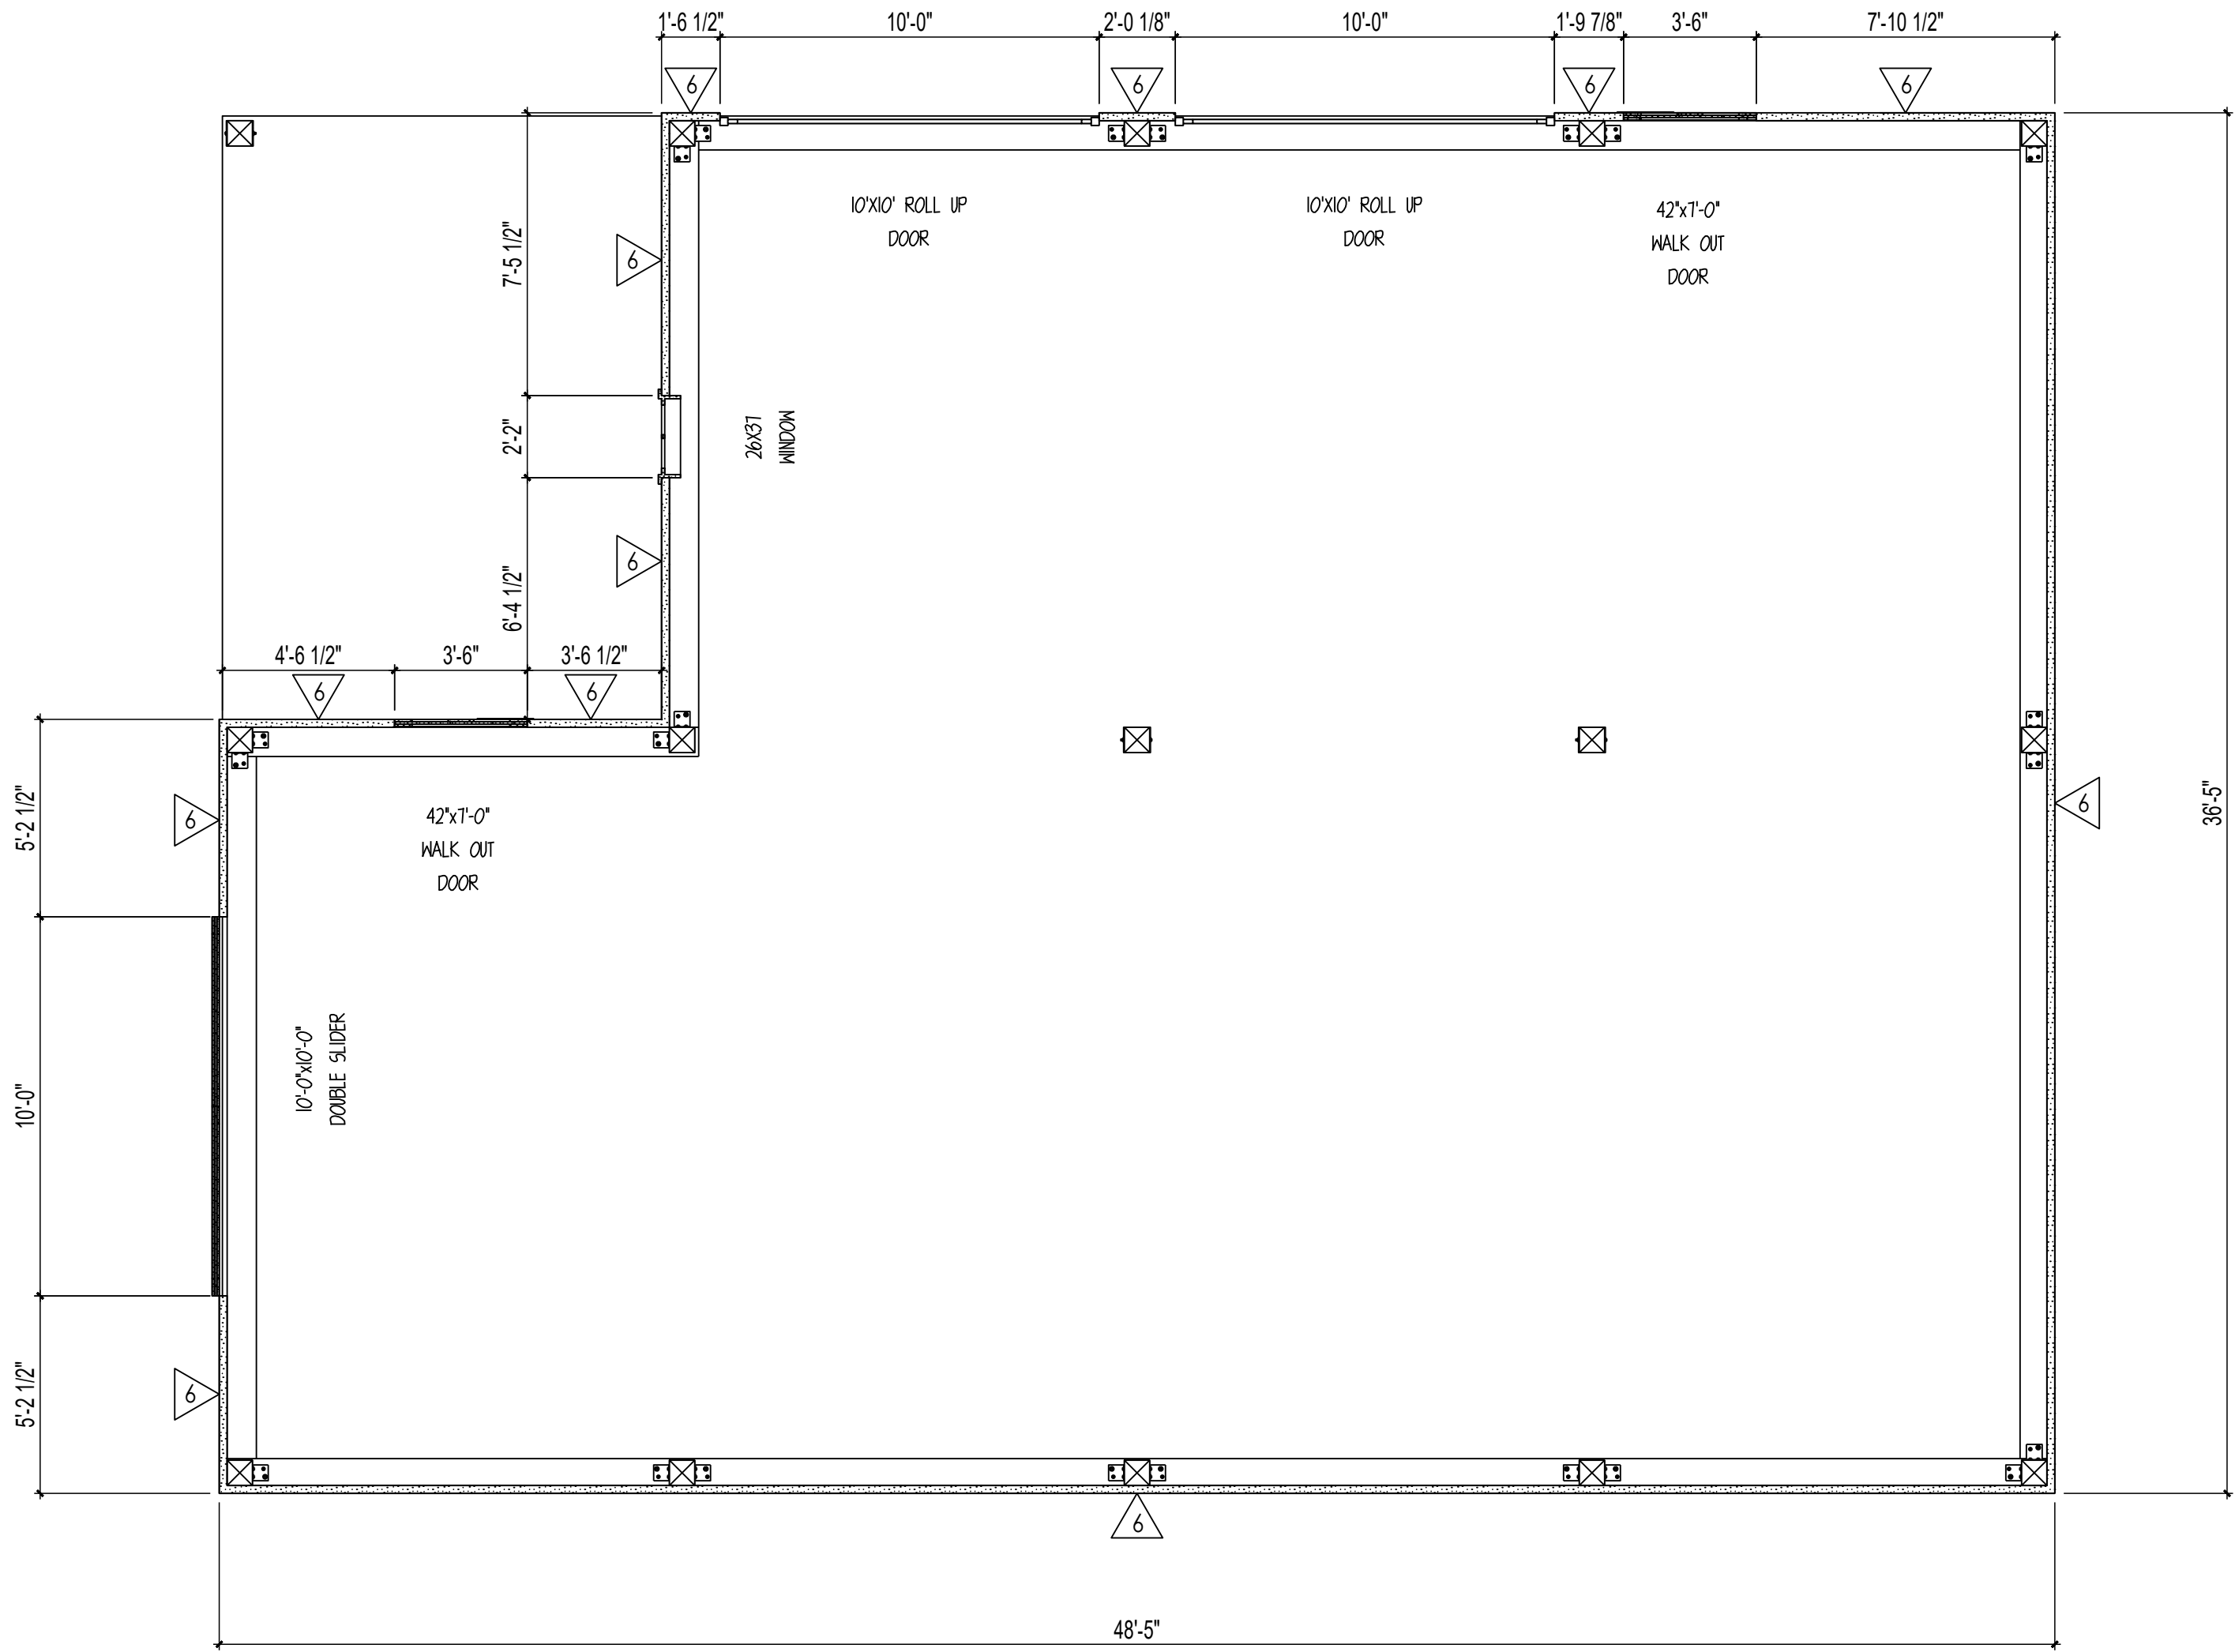 1'-6 1/2" 10'-0" 2'-0 1/8" 10'-0" 1'-9 7/8" 3'-6" 7'-10 1/2"
6 6 6 6
10'X10' ROLL UP
DOOR
10'X10' ROLL UP
DOOR
42"x7'-0"
WALK OUT
DOOR
7'-5 1/2"
6
2'-2"
26X37
WINDOW
6
6'-4 1/2"
4'-6 1/2" 3'-6" 3'-6 1/2"
6 6
5'-2 1/2"
6
42"x7'-0"
WALK OUT
DOOR
36'-5"
6
10'-0"
10'-0"x10'-0"
DOUBLE SLIDER
5'-2 1/2"
6
6
48'-5"